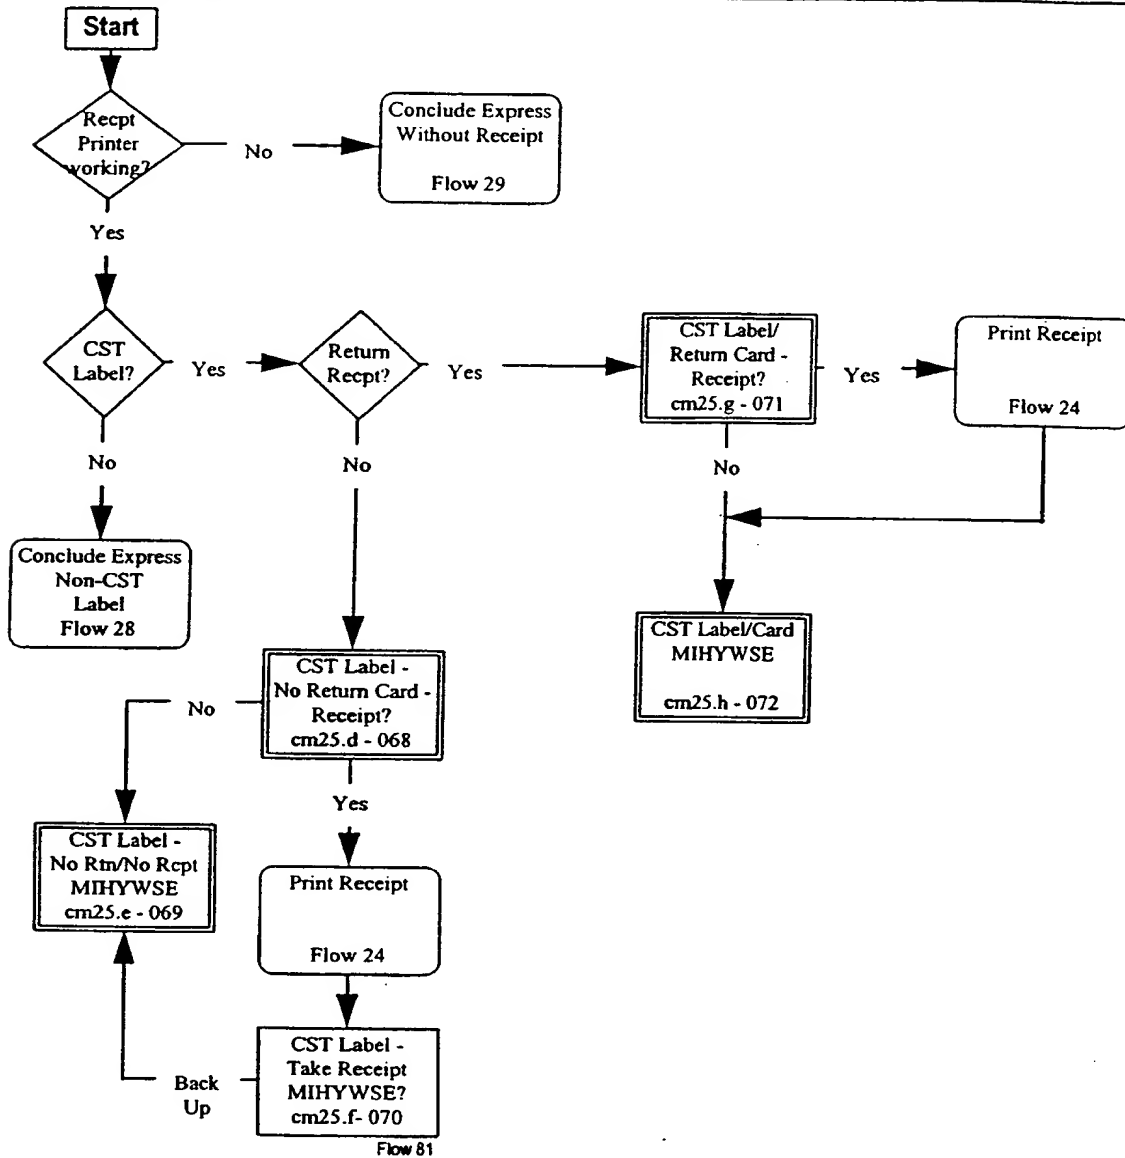 Start
Recpt
Printer
working?
No
Conclude Express
Without Receipt
Flow 29
Yes
CST
Label?
Yes
Return
Recpt?
Yes
CST Label/
Return Card -
Receipt?
cm25.g - 071
Yes
Print Receipt
Flow 24
No
No
No
Conclude Express
Non-CST
Label
Flow 28
CST Label/Card
MIHYWSE
cm25.h - 072
CST Label -
No Return Card -
Receipt?
cm25.d - 068
No
Yes
CST Label -
No Rtn/No Rcpt
MIHYWSE
cm25.e - 069
Print Receipt
Flow 24
CST Label -
Take Receipt
MIHYWSE?
cm25.f- 070
Back
Up
Flow 81